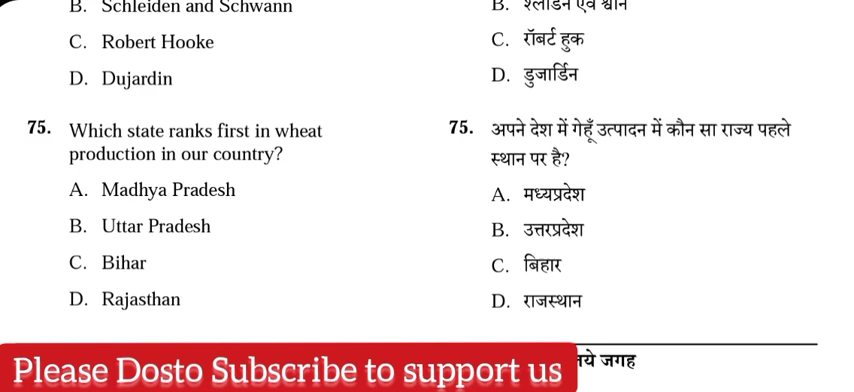 B. Schleiden and Schwann
C. Robert Hooke
D. Dujardin
75. Which state ranks first in wheat
production in our country?
A. Madhya Pradesh
B. Uttar Pradesh
C. Bihar
D. Rajasthan
B. श्लीडन एवं श्वान
C. रॉबर्ट हुक
D. डुजार्डिन
75. अपने देश में गेहूँ उत्पादन में कौन सा राज्य पहले
स्थान पर है?
A. मध्यप्रदेश
B. उत्तरप्रदेश
C. बिहार
D. राजस्थान
जगह
Please Dosto Subscribe to support us